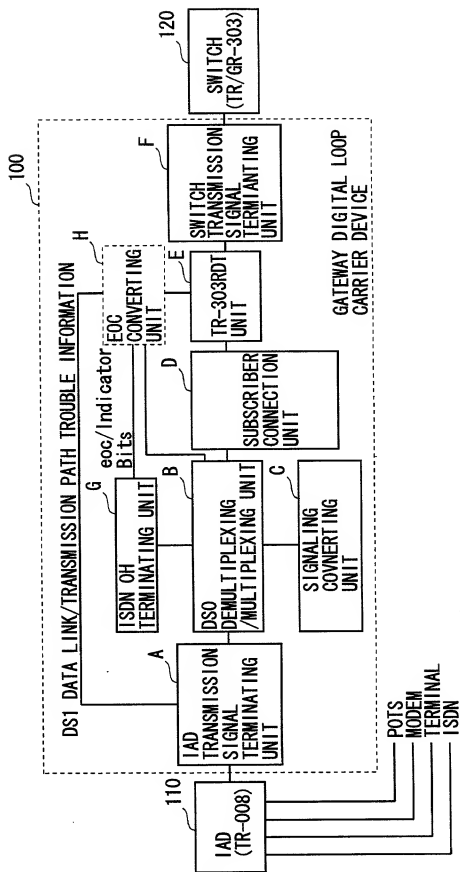 100
DS1 DATA LINK/TRANSMISSION PATH TROUBLE INFORMATION
110
IAD
(TR-008)
POTS
MODEM
TERMINAL
ISDN
A
IAD
TRANSMISSION
SIGNAL
TERMINATING
UNIT
G
ISDN OH
TERMINATING UNIT
eoc/Indicator
Bits
B
DS0
DEMULTIPLEXING
/MULTIPLEXING UNIT
C
SIGNALING
COVNERTING
UNIT
H
EOC
CONVERTING
UNIT
D
SUBSCRIBER
CONNECTION
UNIT
E
TR-303RDT
UNIT
F
SWITCH
TRANSMISSION
SIGNAL
TERMIANTING
UNIT
GATEWAY DIGITAL LOOP
CARRIER DEVICE
120
SWITCH
(TR/GR-303)